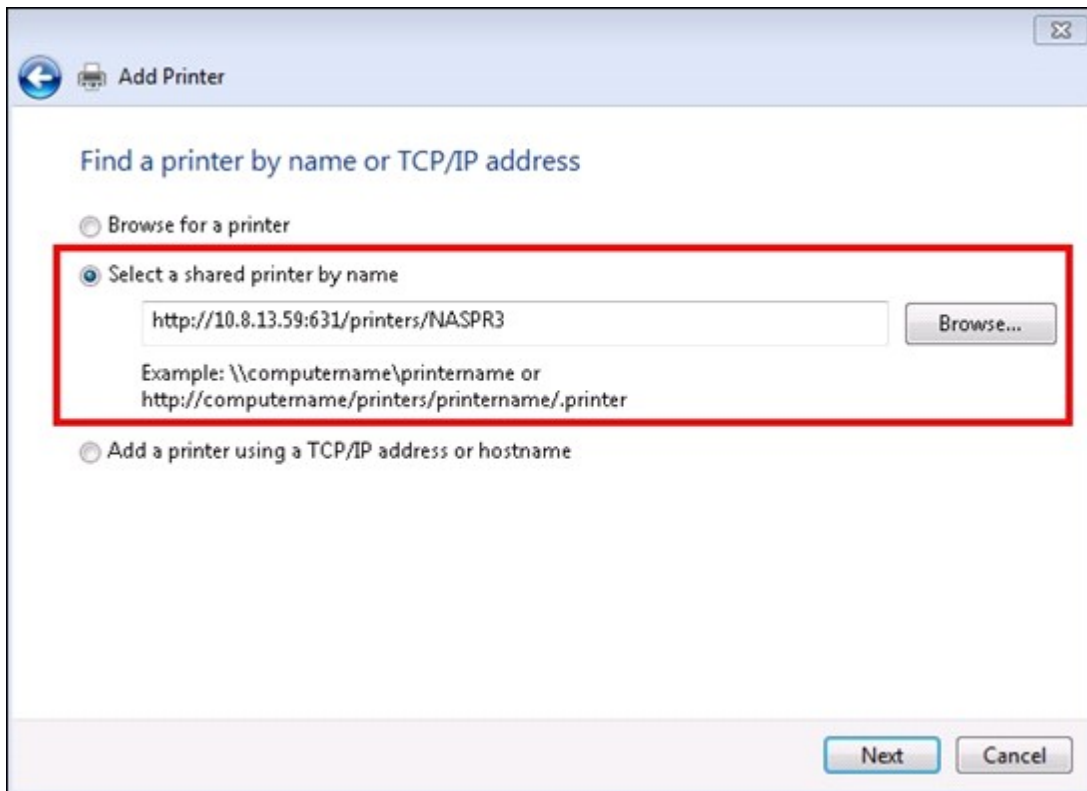 Add Printer
Find a printer by name or TCP/IP address
Browse for a printer
Select a shared printer by name
http://10.8.13.59:631/printers/NASPR3
Browse...
Example: \\computername\printername or
http://computername/printers/printername/.printer
Add a printer using a TCP/IP address or hostname
Next
Cancel